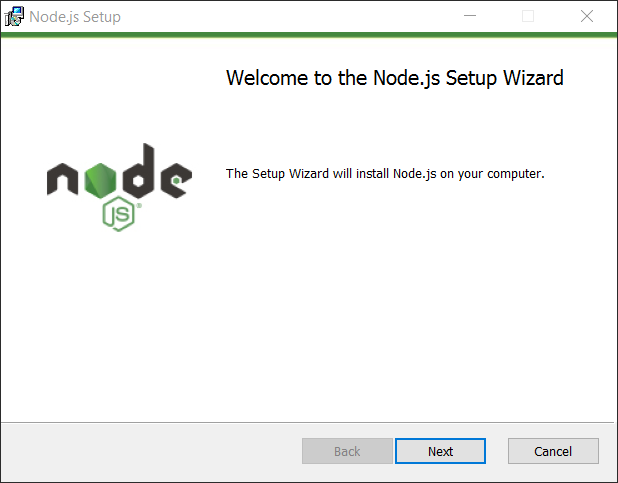 Node.js Setup
Welcome to the Node.js Setup Wizard
node
JS®
The Setup Wizard will install Node.js on your computer.
Back
Next
Cancel